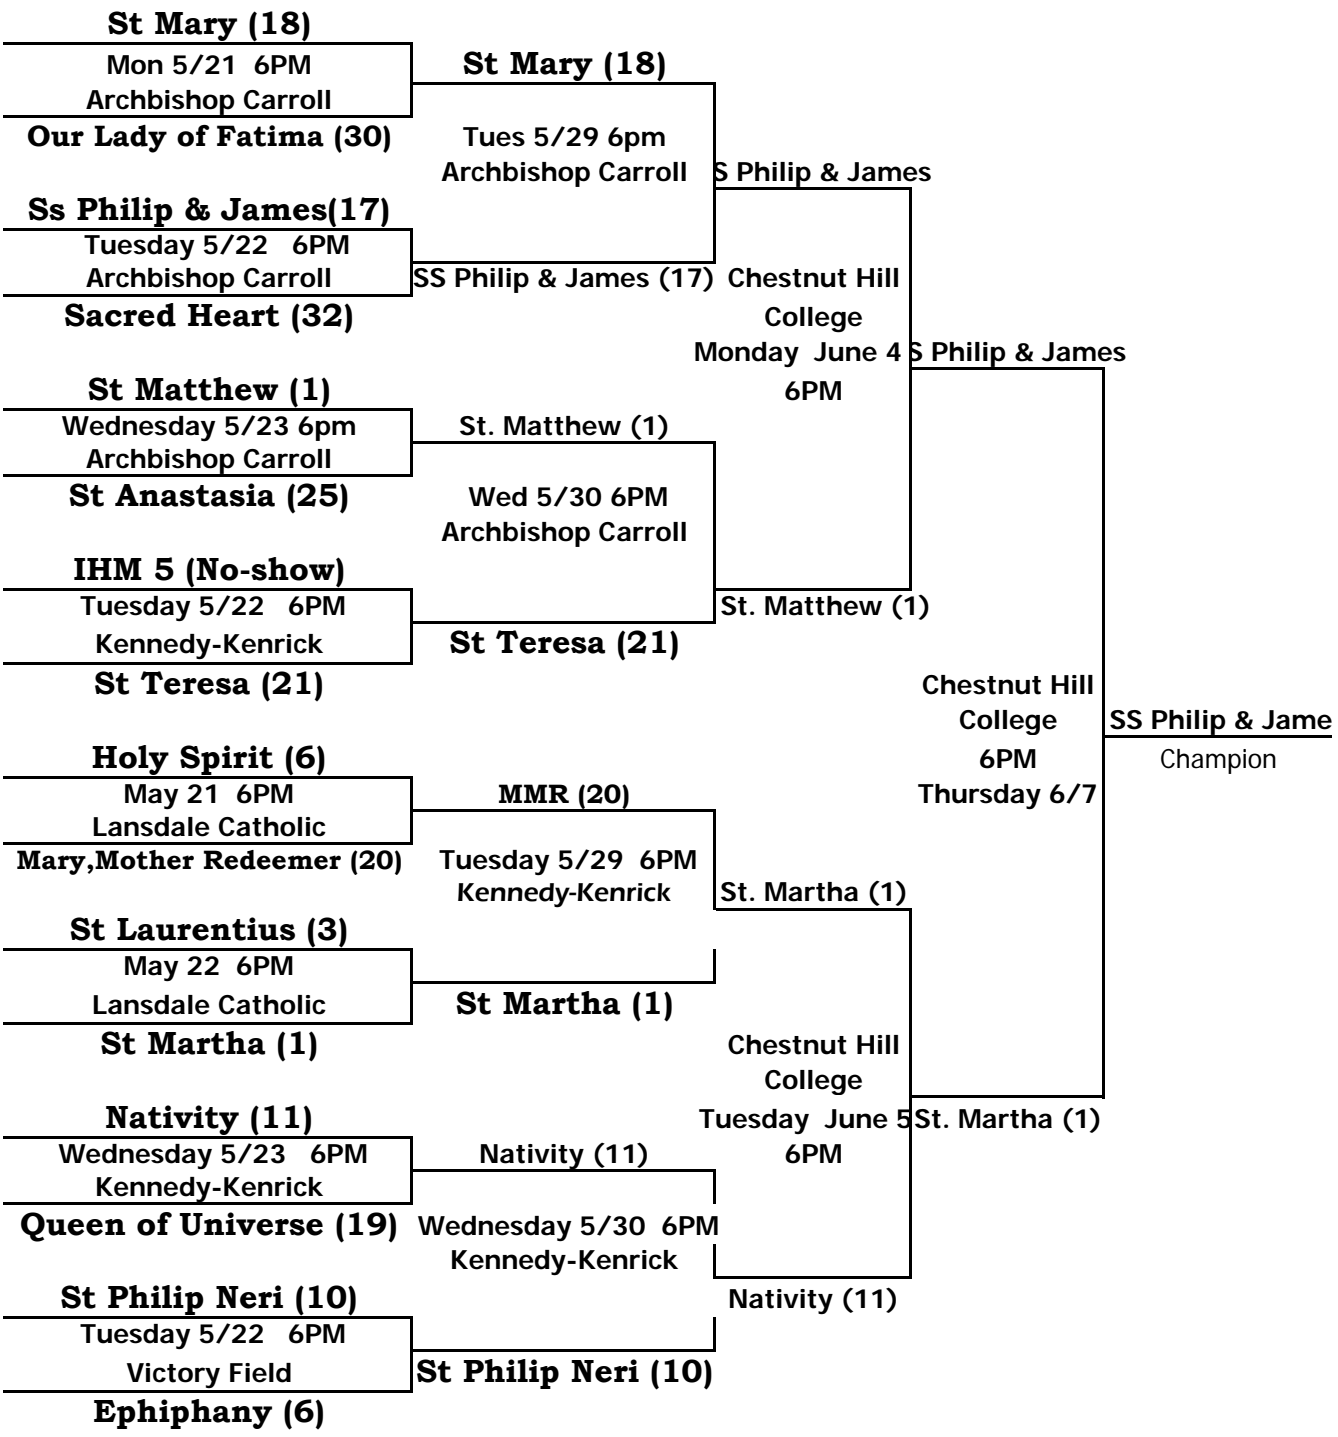 St Mary (18)
Mon 5/21 6PM
Archbishop Carroll
Our Lady of Fatima (30)
Ss Philip & James(17)
Tuesday 5/22 6PM
Archbishop Carroll
Sacred Heart (32)
St Matthew (1)
Wednesday 5/23 6pm
Archbishop Carroll
St Anastasia (25)
IHM 5 (No-show)
Tuesday 5/22 6PM
Kennedy-Kenrick
St Teresa (21)
Holy Spirit (6)
May 21 6PM
Lansdale Catholic
Mary,Mother Redeemer (20)
St Laurentius (3)
May 22 6PM
Lansdale Catholic
St Martha (1)
Nativity (11)
Wednesday 5/23 6PM
Kennedy-Kenrick
Queen of Universe (19)
St Philip Neri (10)
Tuesday 5/22 6PM
Victory Field
Ephiphany (6)
St Mary (18)
Tues 5/29 6pm
Archbishop Carroll
SS Philip & James (17)
St. Matthew (1)
Wed 5/30 6PM
Archbishop Carroll
St Teresa (21)
MMR (20)
Tuesday 5/29 6PM
Kennedy-Kenrick
St Martha (1)
Nativity (11)
Wednesday 5/30 6PM
Kennedy-Kenrick
St Philip Neri (10)
S Philip & James
Chestnut Hill
College
Monday June 4
6PM
St. Matthew (1)
St. Martha (1)
Chestnut Hill
College
Tuesday June 5
6PM
Nativity (11)
S Philip & James
Chestnut Hill
College
6PM
Thursday 6/7
St. Martha (1)
SS Philip & Jame
Champion